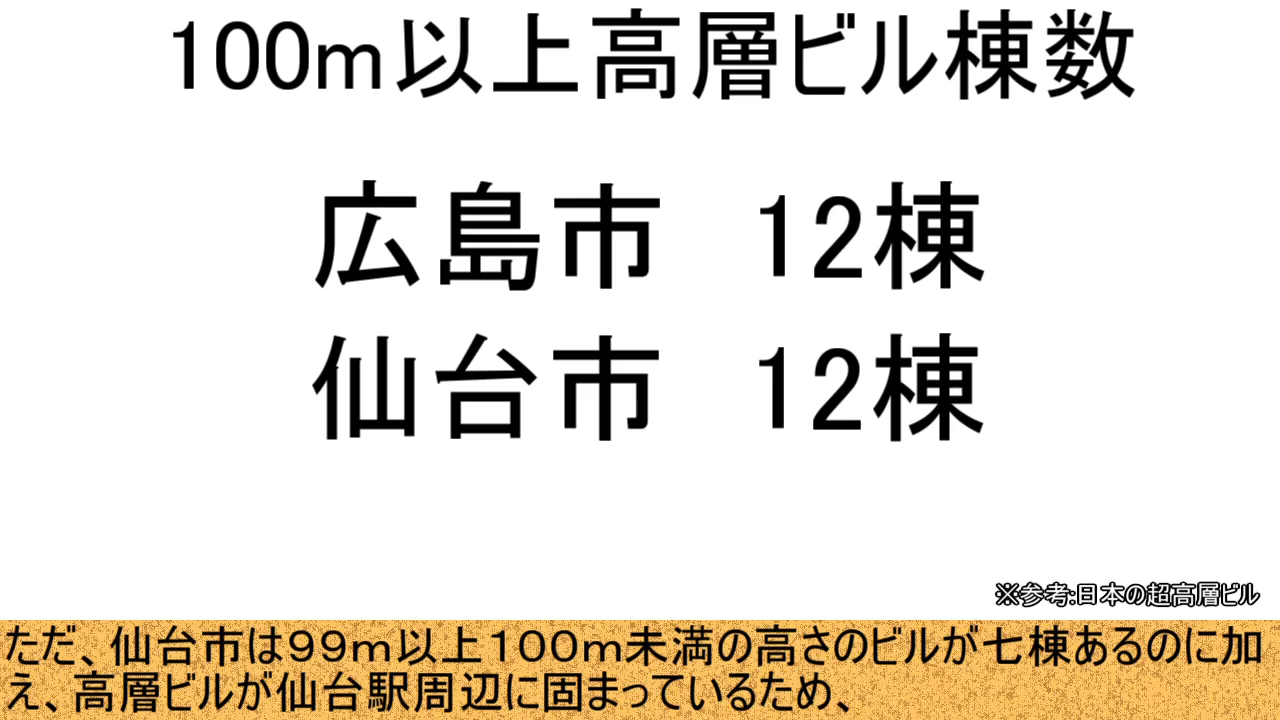 100m以上高層ビル棟数
広島市　12棟
仙台市　12棟
※参考:日本の超高層ビル
ただ、仙台市は９９ｍ以上１００ｍ未満の高さのビルが七棟あるのに加
え、高層ビルが仙台駅周辺に固まっているため、